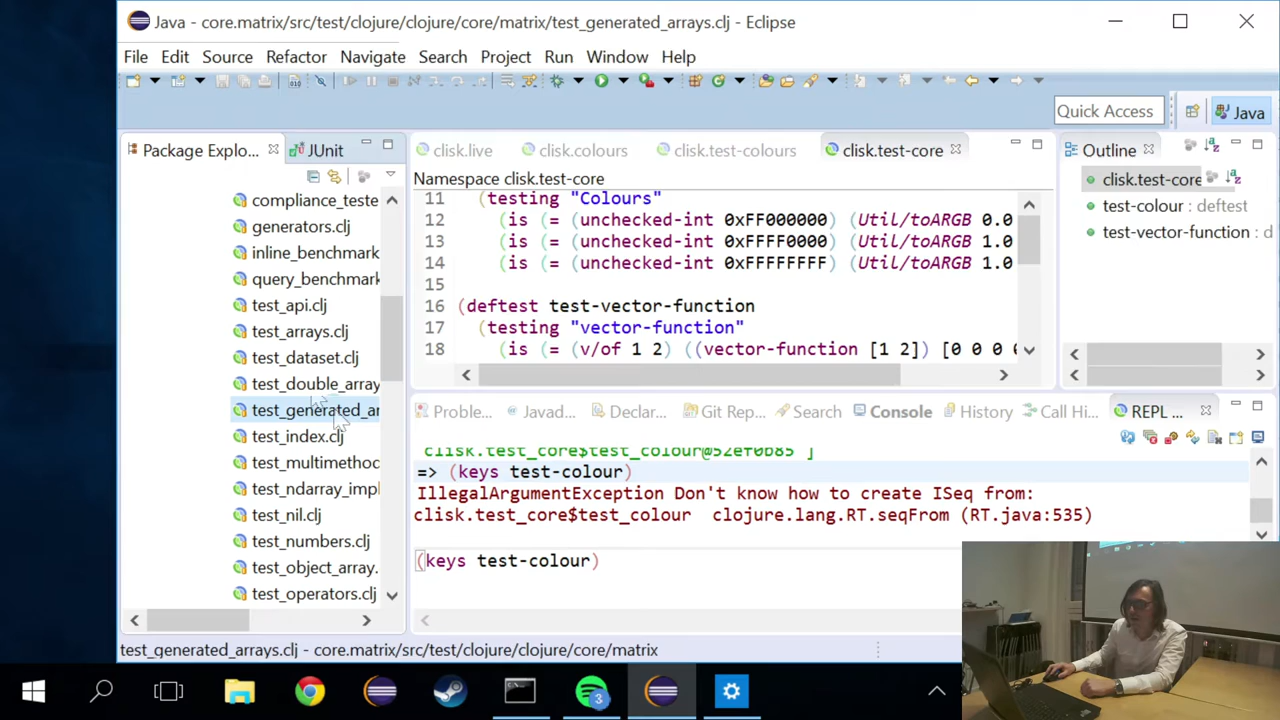 Java - core.matrix/src/test/clojure/clojure/core/matrix/test_generated_arrays.clj - Eclipse
File Edit Source Refactor Navigate Search Project Run Window Help
Quick Access
Java
Package Explo...
JUnit
compliance_teste
generators.clj
inline_benchmark
query_benchmark
test_api.clj
test_arrays.clj
test_dataset.clj
test_double_array
test_generated_ar
test_index.clj
test_multimethoc
test_ndarray_impl
test_nil.clj
test_numbers.clj
test_object_array.
test_operators.clj
clisk.live clisk.colours clisk.test-colours clisk.test-core
Namespace clisk.test-core
11 (testing "Colours"
12 (is (= (unchecked-int 0xFF000000) (Util/toARGB 0.0
13 (is (= (unchecked-int 0xFFFF0000) (Util/toARGB 1.0
14 (is (= (unchecked-int 0xFFFFFFFF) (Util/toARGB 1.0
15
16 (deftest test-vector-function
17 (testing "vector-function"
18 (is (= (v/of 1 2) ((vector-function [1 2]) [0 0 0 0
Outline
clisk.test-core
test-colour : deftest
test-vector-function : d
Proble... Javad... Declar... Git Rep... Search Console History Call Hi... REPL ...
clisk.test_core$test_colour@52ef0b85 ]
=> (keys test-colour)
IllegalArgumentException Don't know how to create ISeq from:
clisk.test_core$test_colour  clojure.lang.RT.seqFrom (RT.java:535)
(keys test-colour)
test_generated_arrays.clj - core.matrix/src/test/clojure/clojure/core/matrix
3